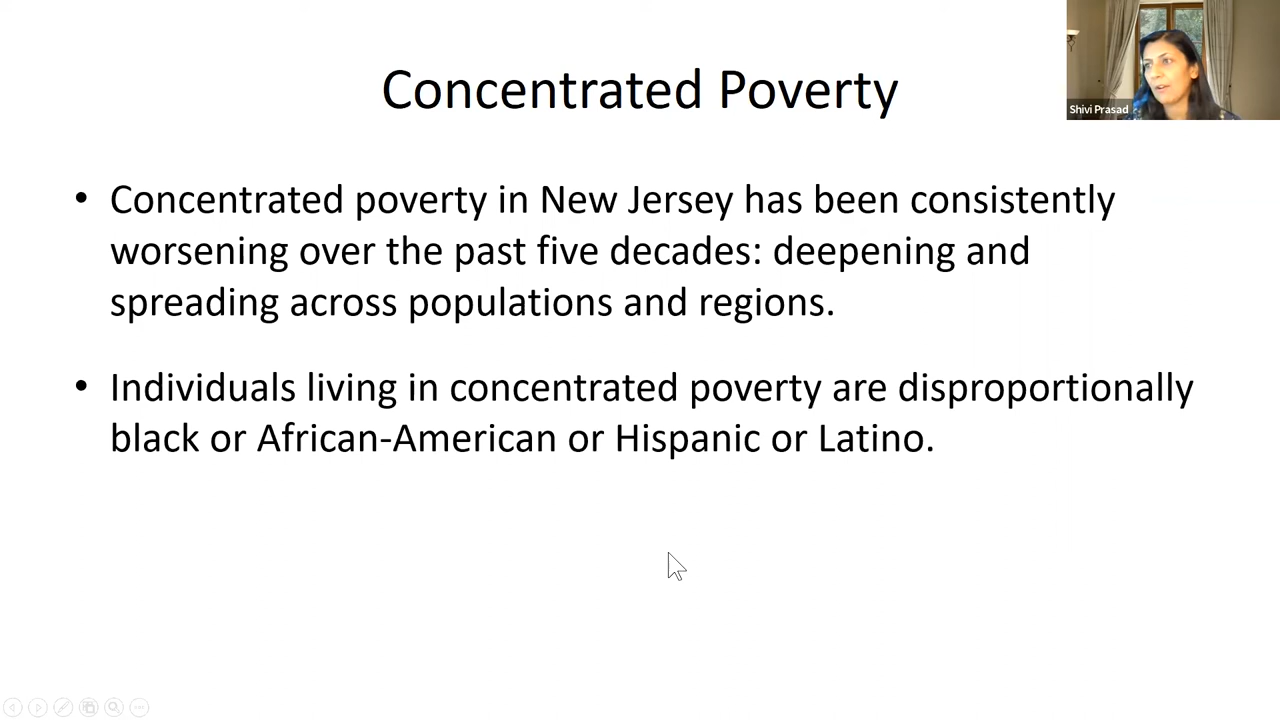 Concentrated Poverty
Shivi Prasad
• Concentrated poverty in New Jersey has been consistently
worsening over the past five decades: deepening and
spreading across populations and regions.
• Individuals living in concentrated poverty are disproportionally
black or African-American or Hispanic or Latino.